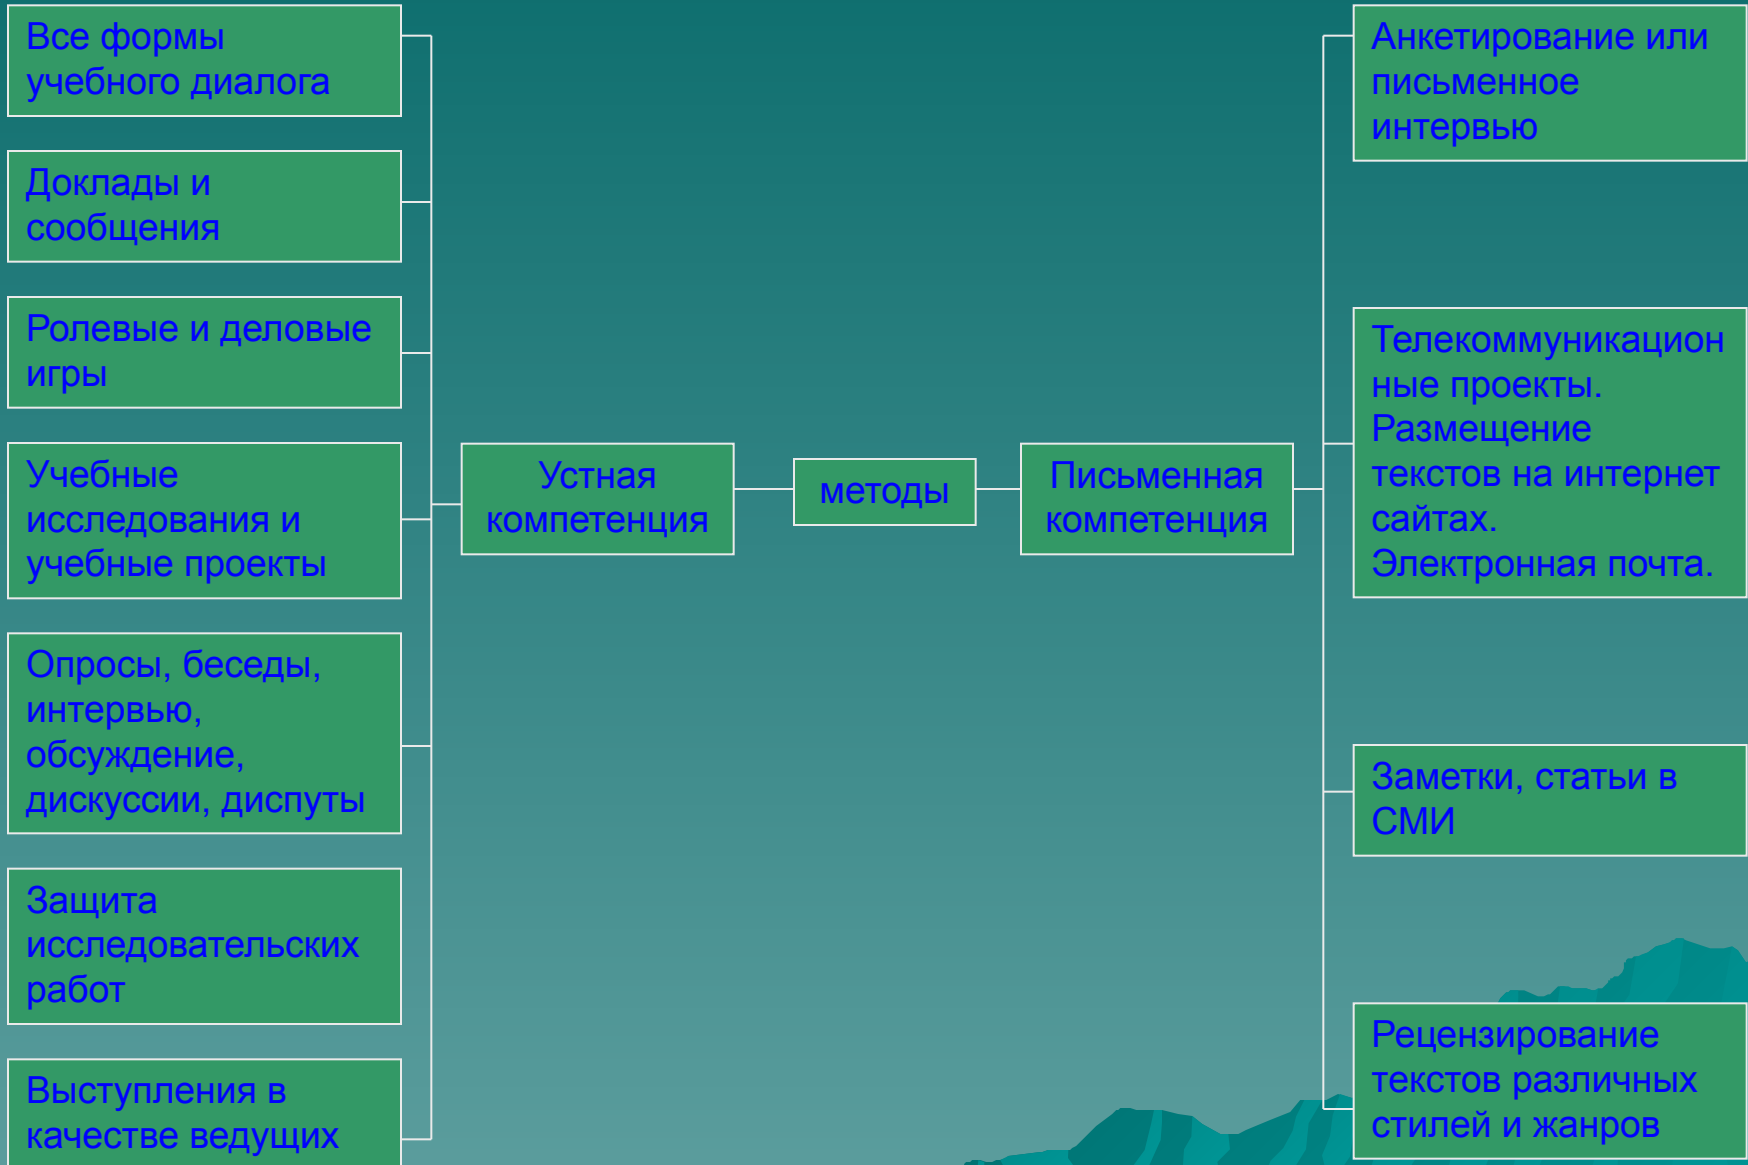 Все формы
учебного диалога
Доклады и
сообщения
Ролевые и деловые
игры
Учебные
исследования и
учебные проекты
Опросы, беседы,
интервью,
обсуждение,
дискуссии, диспуты
Защита
исследовательских
работ
Выступления в
качестве ведущих
Устная
компетенция
методы
Письменная
компетенция
Анкетирование или
письменное
интервью
Телекоммуникацион
ные проекты.
Размещение
текстов на интернет
сайтах.
Электронная почта.
Заметки, статьи в
СМИ
Рецензирование
текстов различных
стилей и жанров